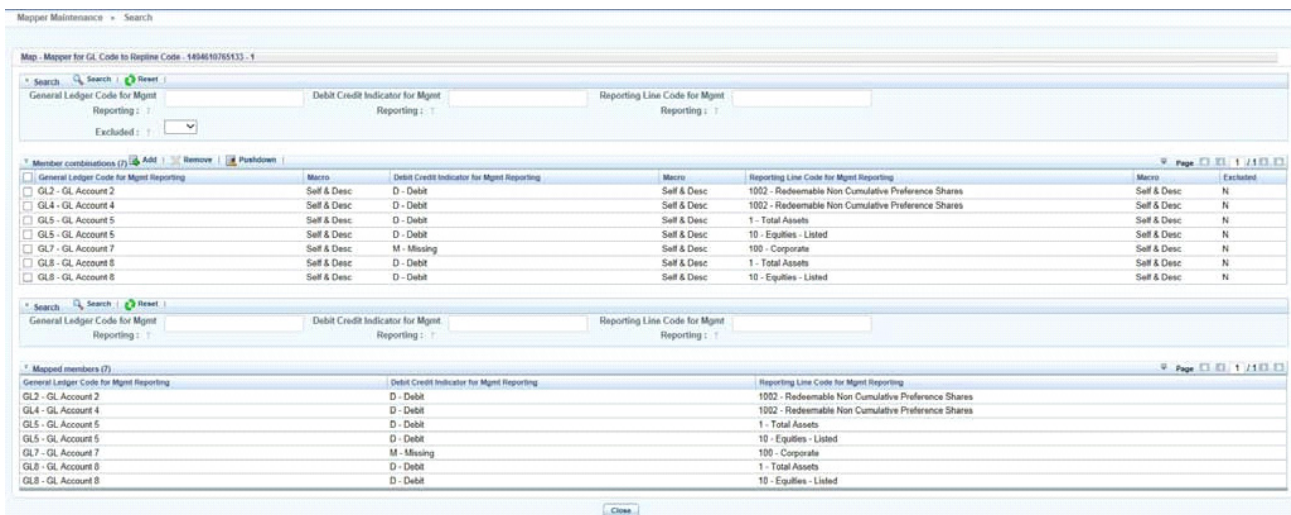 Mapper Maintenance » Search
Map - Mapper for GL Code to Repline Code - 1494610765133 - 1
Search Search | Reset |
General Ledger Code for Mgmt Reporting : Debit Credit Indicator for Mgmt Reporting : Reporting Line Code for Mgmt Reporting :
Excluded :
Member combinations (7) Add | Remove | Pushdown | Page 1 / 1
General Ledger Code for Mgmt Reporting Macro Debit Credit Indicator for Mgmt Reporting Macro Reporting Line Code for Mgmt Reporting Macro Excluded
GL2 - GL Account 2 Self & Desc D - Debit Self & Desc 1002 - Redeemable Non Cumulative Preference Shares Self & Desc N
GL4 - GL Account 4 Self & Desc D - Debit Self & Desc 1002 - Redeemable Non Cumulative Preference Shares Self & Desc N
GL5 - GL Account 5 Self & Desc D - Debit Self & Desc 1 - Total Assets Self & Desc N
GL5 - GL Account 5 Self & Desc D - Debit Self & Desc 10 - Equities - Listed Self & Desc N
GL7 - GL Account 7 Self & Desc M - Missing Self & Desc 100 - Corporate Self & Desc N
GL8 - GL Account 8 Self & Desc D - Debit Self & Desc 1 - Total Assets Self & Desc N
GL8 - GL Account 8 Self & Desc D - Debit Self & Desc 10 - Equities - Listed Self & Desc N
Search Search | Reset |
General Ledger Code for Mgmt Reporting : Debit Credit Indicator for Mgmt Reporting : Reporting Line Code for Mgmt Reporting :
Mapped members (7) Page 1 / 1
General Ledger Code for Mgmt Reporting Debit Credit Indicator for Mgmt Reporting Reporting Line Code for Mgmt Reporting
GL2 - GL Account 2 D - Debit 1002 - Redeemable Non Cumulative Preference Shares
GL4 - GL Account 4 D - Debit 1002 - Redeemable Non Cumulative Preference Shares
GL5 - GL Account 5 D - Debit 1 - Total Assets
GL5 - GL Account 5 D - Debit 10 - Equities - Listed
GL7 - GL Account 7 M - Missing 100 - Corporate
GL8 - GL Account 8 D - Debit 1 - Total Assets
GL8 - GL Account 8 D - Debit 10 - Equities - Listed
Close